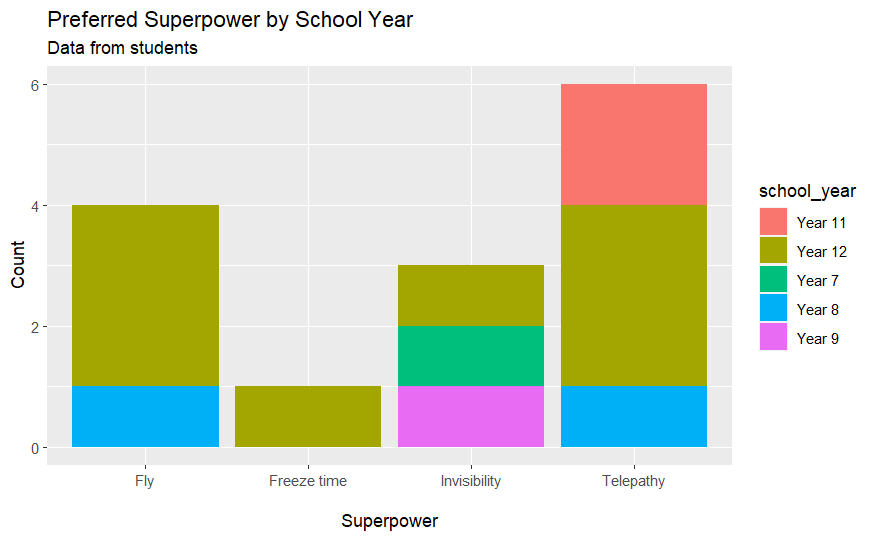 Preferred Superpower by School Year
Data from students
6
4
2
0
Count
Fly Freeze time Invisibility Telepathy
Superpower
school_year
Year 11
Year 12
Year 7
Year 8
Year 9